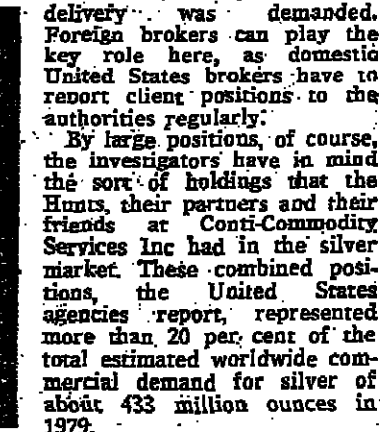 delivery was demanded.
Foreign brokers can play the
key role here, as domestic
United States brokers have to
report client positions to the
authorities regularly.
By large positions, of course,
the investigators have in mind
the sort of holdings that the
Hunts, their partners and their
friends at Conti-Commodity
Services Inc had in the silver
market. These combined posi-
tions, the United States
agencies report, represented
more than 20 per cent of the
total estimated worldwide com-
mercial demand for silver of
about 433 million ounces in
1979.